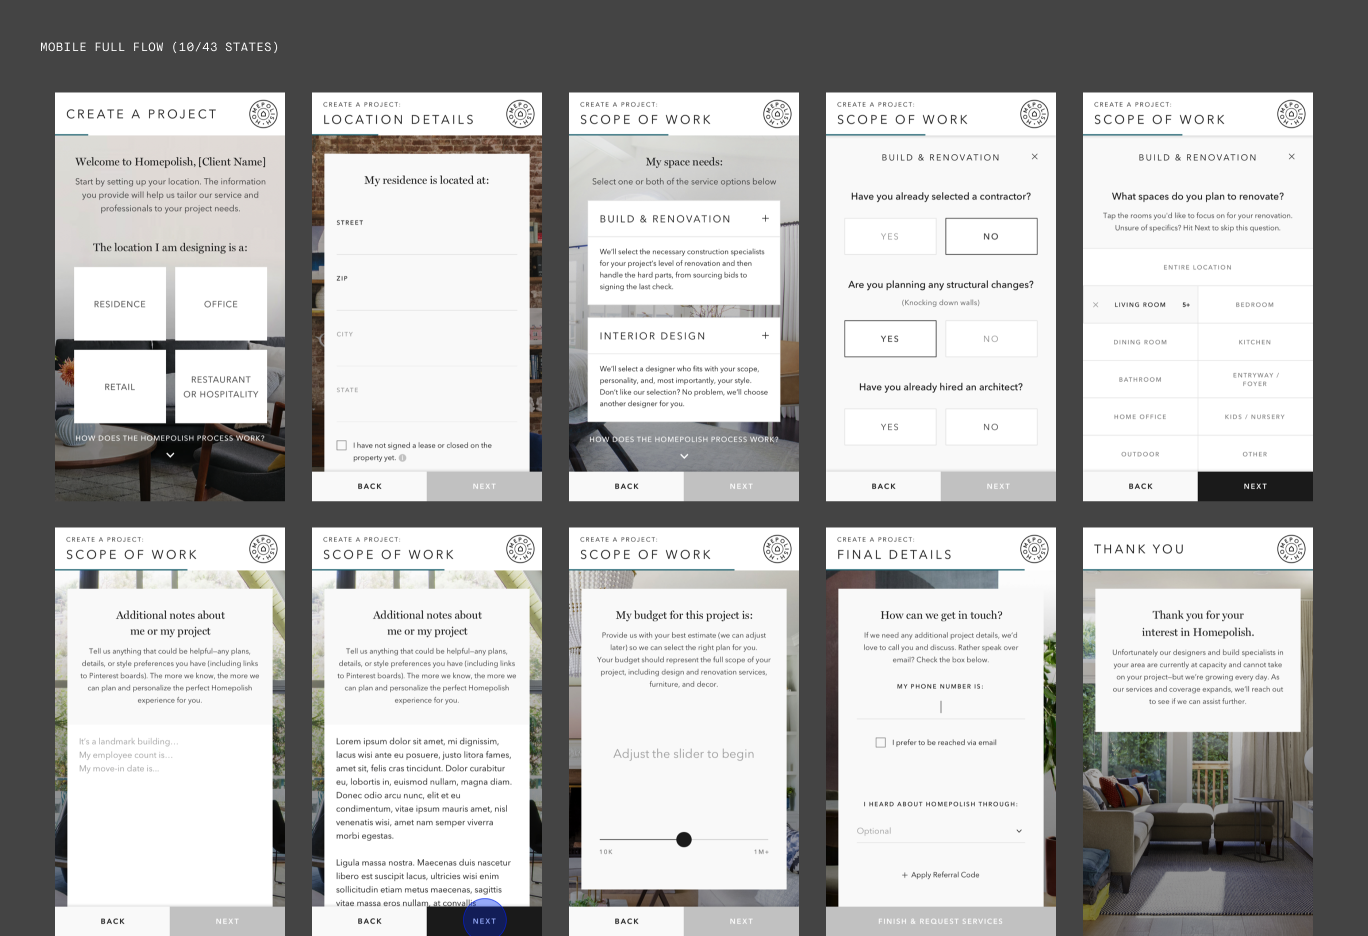 MOBILE FULL FLOW (10/43 STATES)
CREATE A PROJECT
Welcome to Homepolish, [Client Name]
Start by setting up your location. The information
you provide will help us tailor our service and
professionals to your project needs.
The location I am designing is a:
RESIDENCE
OFFICE
RETAIL
RESTAURANT
OR HOSPITALITY
HOW DOES THE HOMEPOLISH PROCESS WORK?
CREATE A PROJECT:
LOCATION DETAILS
My residence is located at:
STREET
ZIP
CITY
STATE
I have not signed a lease or closed on the
property yet. i
BACK
NEXT
CREATE A PROJECT:
SCOPE OF WORK
My space needs:
Select one or both of the service options below
BUILD & RENOVATION +
We'll select the necessary construction specialists
for your project's level of renovation and then
handle the hard parts, from sourcing bids to
signing the last check.
INTERIOR DESIGN +
We'll select a designer who fits with your scope,
personality, and, most importantly, your style.
Don't like our selection? No problem, we'll choose
another designer for you.
HOW DOES THE HOMEPOLISH PROCESS WORK?
BACK
NEXT
CREATE A PROJECT:
SCOPE OF WORK
BUILD & RENOVATION ×
Have you already selected a contractor?
YES
NO
Are you planning any structural changes?
(Knocking down walls)
YES
NO
Have you already hired an architect?
YES
NO
BACK
NEXT
CREATE A PROJECT:
SCOPE OF WORK
BUILD & RENOVATION ×
What spaces do you plan to renovate?
Tap the rooms you'd like to focus on for your renovation.
Unsure of specifics? Hit Next to skip this question.
ENTIRE LOCATION
× LIVING ROOM 5+
BEDROOM
DINING ROOM
KITCHEN
BATHROOM
ENTRYWAY /
FOYER
HOME OFFICE
KIDS / NURSERY
OUTDOOR
OTHER
BACK
NEXT
CREATE A PROJECT:
SCOPE OF WORK
Additional notes about
me or my project
Tell us anything that could be helpful—any plans,
details, or style preferences you have (including links
to Pinterest boards). The more we know, the more we
can plan and personalize the perfect Homepolish
experience for you.
It's a landmark building...
My employee count is...
My move-in date is...
BACK
NEXT
CREATE A PROJECT:
SCOPE OF WORK
Additional notes about
me or my project
Tell us anything that could be helpful—any plans,
details, or style preferences you have (including links
to Pinterest boards). The more we know, the more we
can plan and personalize the perfect Homepolish
experience for you.
Lorem ipsum dolor sit amet, mi dignissim,
lacus wisi ante eu posuere, justo litora fames,
amet sit, felis cras tincidunt. Dolor curabitur
eu, lobortis in, euismod nullam, magna diam.
Donec odio arcu nunc, elit et eu
condimentum, vitae ipsum mauris amet, nisl
venenatis wisi, amet nam semper viverra
morbi egestas.
Ligula massa nostra. Maecenas duis nascetur
libero est suscipit lacus, ultricies wisi enim
sollicitudin etiam metus maecenas, sagittis
vitae massa eros nullam, at convallis
BACK
NEXT
CREATE A PROJECT:
SCOPE OF WORK
My budget for this project is:
Provide us with your best estimate (we can adjust
later) so we can select the right plan for you.
Your budget should represent the full scope of your
project, including design and renovation services,
furniture, and decor.
Adjust the slider to begin
10K
1M+
BACK
NEXT
CREATE A PROJECT:
FINAL DETAILS
How can we get in touch?
If we need any additional project details, we'd
love to call you and discuss. Rather speak over
email? Check the box below.
MY PHONE NUMBER IS:
I prefer to be reached via email
I HEARD ABOUT HOMEPOLISH THROUGH:
Optional
+ Apply Referral Code
FINISH & REQUEST SERVICES
THANK YOU
Thank you for your
interest in Homepolish.
Unfortunately our designers and build specialists in
your area are currently at capacity and cannot take
on your project—but we're growing every day. As
our services and coverage expands, we'll reach out
to see if we can assist further.